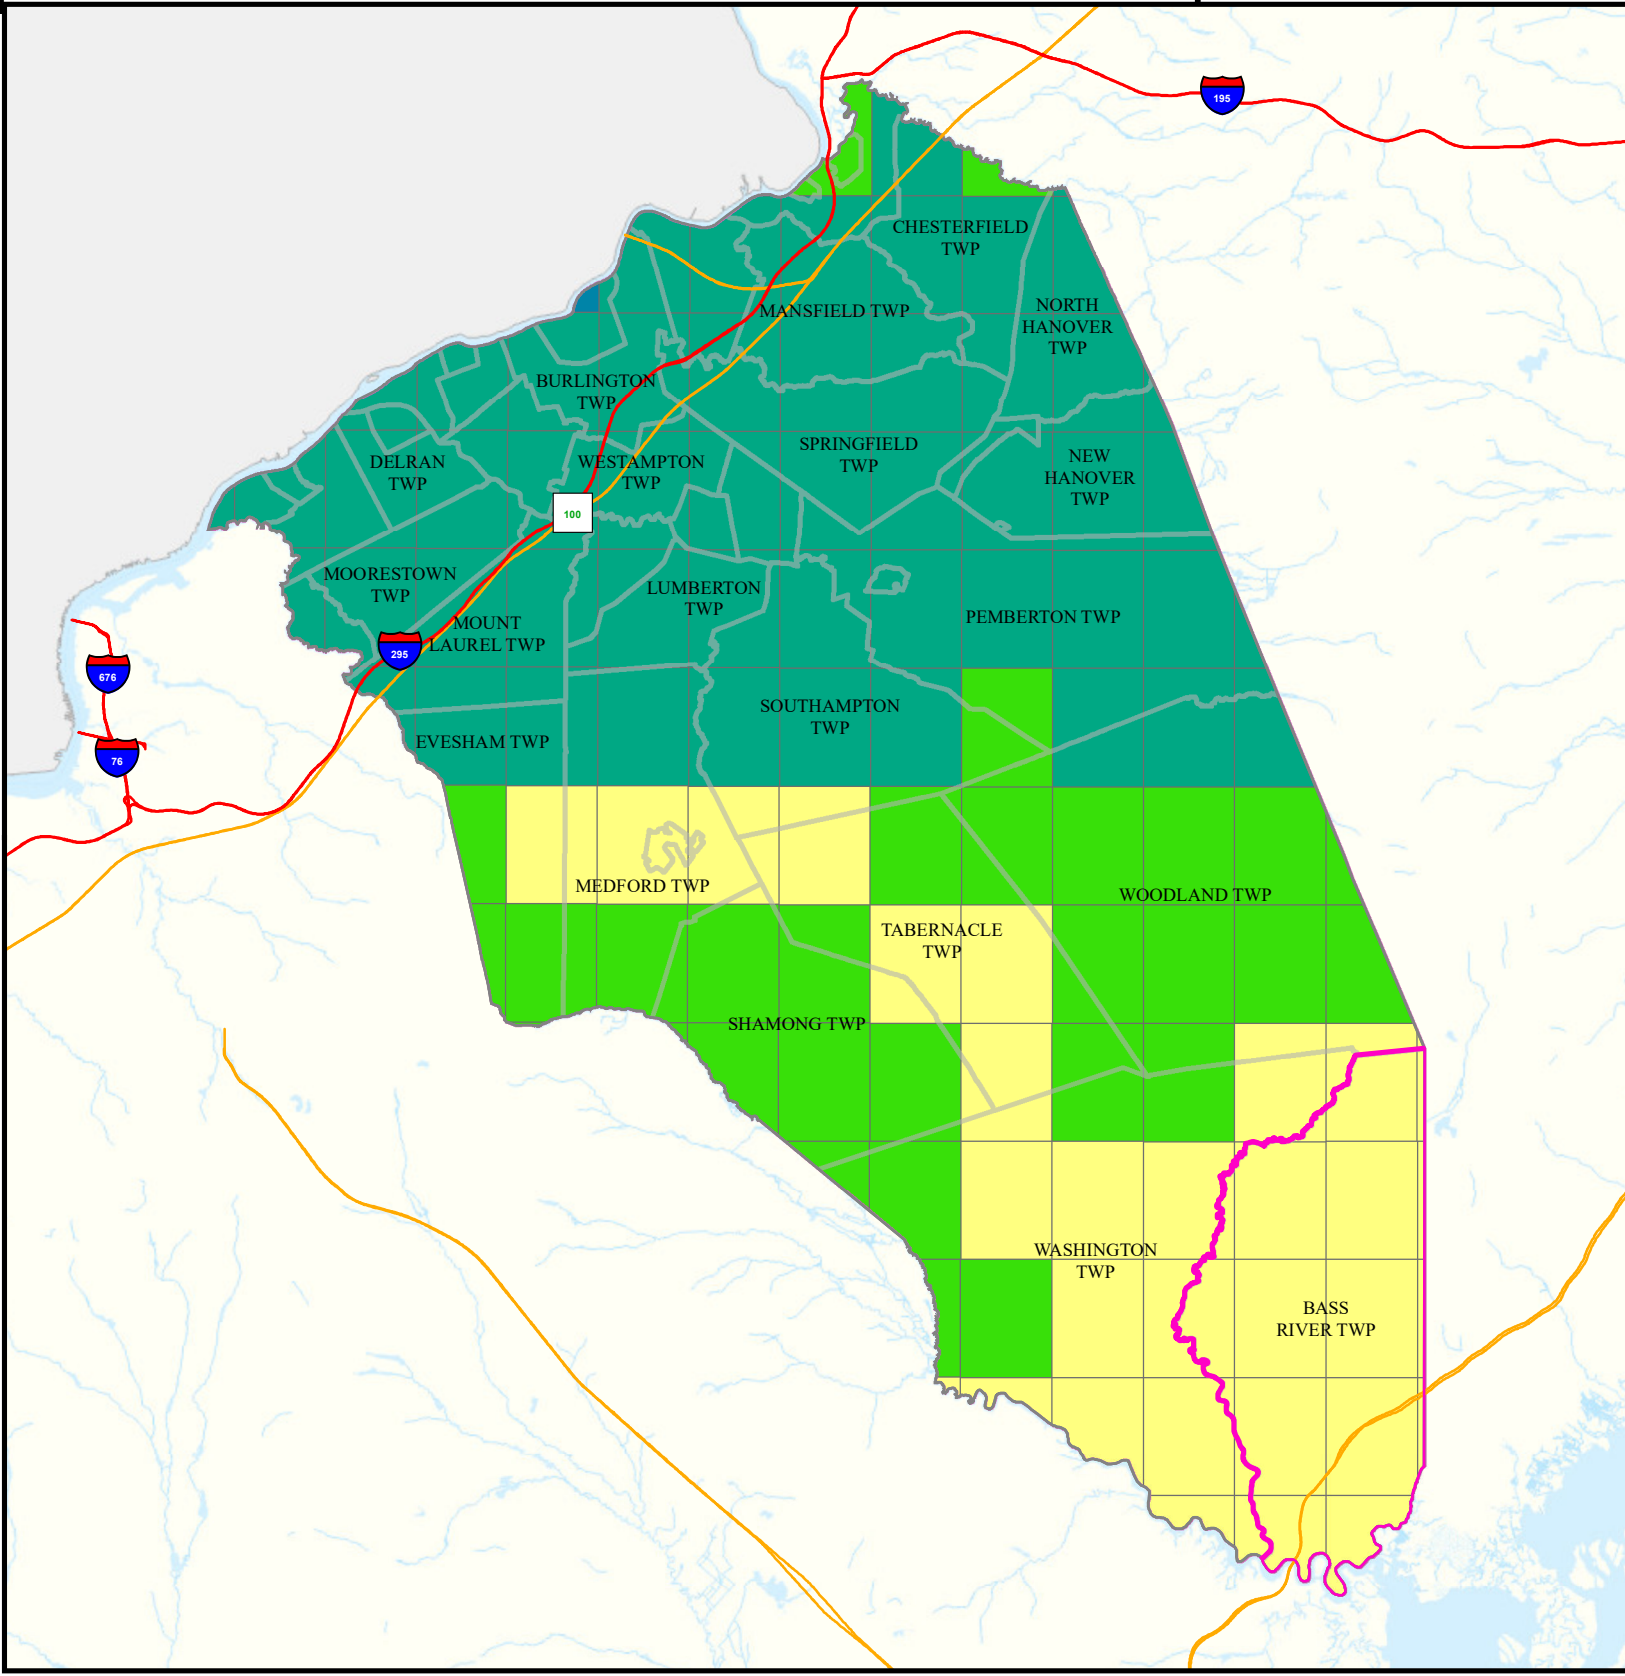 195
CHESTERFIELD
TWP
MANSFIELD TWP
NORTH
HANOVER
TWP
BURLINGTON
TWP
SPRINGFIELD
TWP
DELRAN
TWP
WESTAMPTON
TWP
NEW
HANOVER
TWP
100
MOORESTOWN
TWP
LUMBERTON
TWP
PEMBERTON TWP
MOUNT
LAUREL TWP
295
676
SOUTHAMPTON
TWP
EVESHAM TWP
76
MEDFORD TWP
WOODLAND TWP
TABERNACLE
TWP
SHAMONG TWP
WASHINGTON
TWP
BASS
RIVER TWP